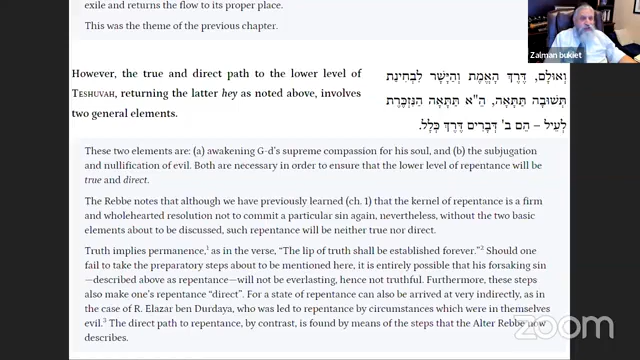 exile and returns the flow to its proper place.
This was the theme of the previous chapter.
However, the true and direct path to the lower level of
TESHUVAH, returning the latter hey as noted above, involves
two general elements.
וְאוּלָם, דֶּרֶךְ הָאֱמֶת וְהַיָּשָׁר לִבְחִינַת
תְּשׁוּבָה תַּתָּאָה, הֵ"א תַּתָּאָה הַנִּזְכֶּרֶת
לְעֵיל – הֵם ב' דְּבָרִים דֶּרֶךְ כְּלָל.
These two elements are: (a) awakening G-d's supreme compassion for his soul, and (b) the subjugation
and nullification of evil. Both are necessary in order to ensure that the lower level of repentance will be
true and direct.
The Rebbe notes that although we have previously learned (ch. 1) that the kernel of repentance is a firm
and wholehearted resolution not to commit a particular sin again, nevertheless, without the two basic
elements about to be discussed, such repentance will be neither true nor direct.
Truth implies permanence,1 as in the verse, “The lip of truth shall be established forever.”2 Should one
fail to take the preparatory steps about to be mentioned here, it is entirely possible that his forsaking sin
—described above as repentance—will not be everlasting, hence not truthful. Furthermore, these steps
also make one's repentance “direct”. For a state of repentance can also be arrived at very indirectly, as in
the case of R. Elazar ben Durdaya, who was led to repentance by circumstances which were in themselves
evil.3 The direct path to repentance, by contrast, is found by means of the steps that the Alter Rebbe now
describes.
Zalman bukiet
zoom